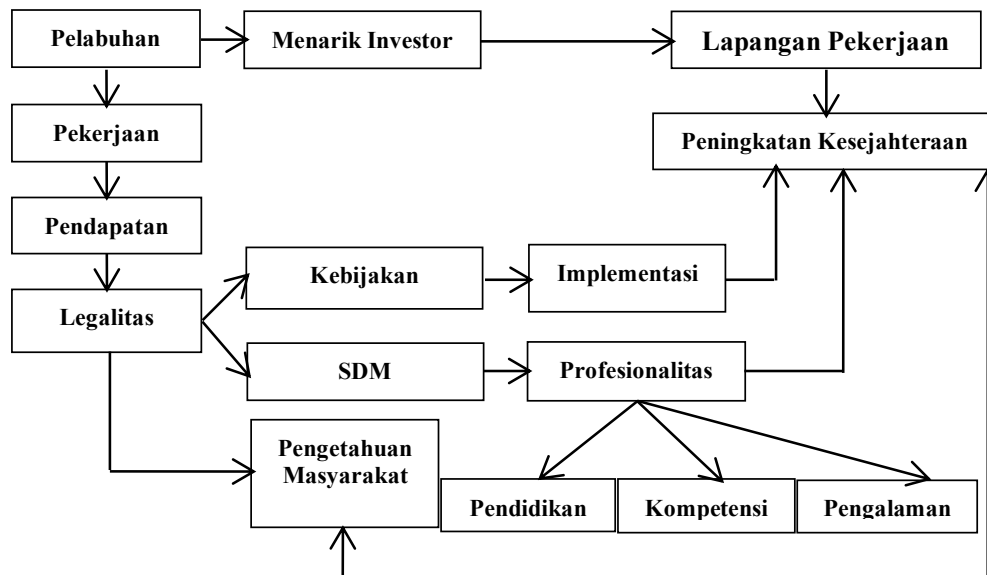 Pelabuhan
Menarik Investor
Lapangan Pekerjaan
Pekerjaan
Peningkatan Kesejahteraan
Pendapatan
Kebijakan
Implementasi
Legalitas
SDM
Profesionalitas
Pengetahuan
Masyarakat
Pendidikan
Kompetensi
Pengalaman